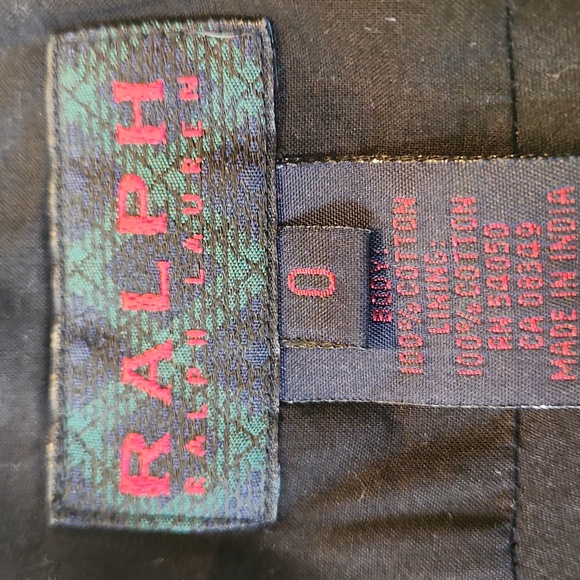 RALPH
RALPH LAUREN
0
BODY:
100% COTTON
LINING:
100% COTTON
RN 54050
CA 08349
MADE IN INDIA